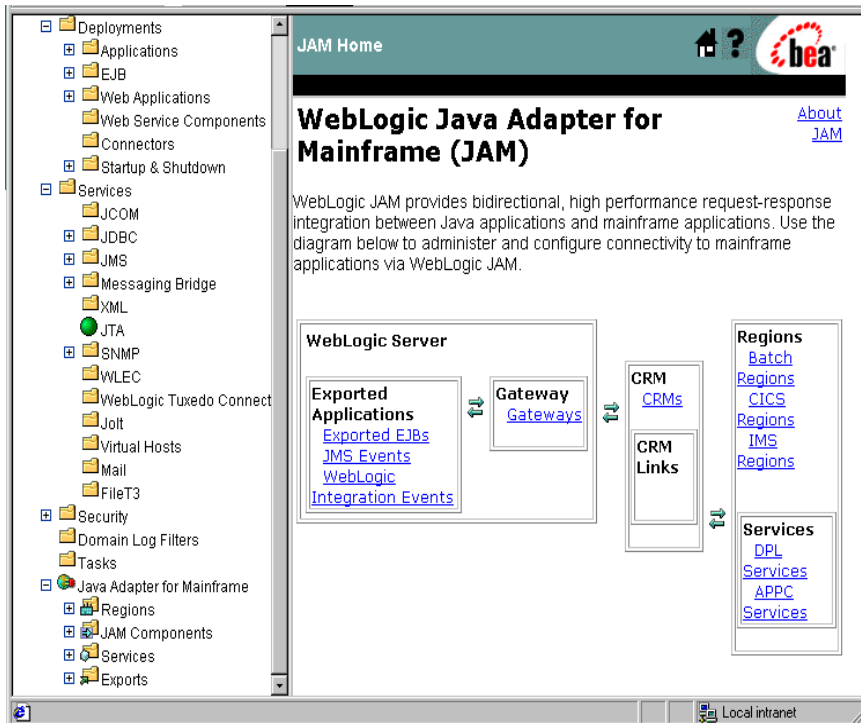 Deployments
Applications
EJB
Web Applications
Web Service Components
Connectors
Startup & Shutdown
Services
JCOM
JDBC
JMS
Messaging Bridge
XML
JTA
SNMP
WLEC
WebLogic Tuxedo Connect
Jolt
Virtual Hosts
Mail
FileT3
Security
Domain Log Filters
Tasks
Java Adapter for Mainframe
Regions
JAM Components
Services
Exports
JAM Home
?
bea
WebLogic Java Adapter for
Mainframe (JAM)
About
JAM
WebLogic JAM provides bidirectional, high performance request-response
integration between Java applications and mainframe applications. Use the
diagram below to administer and configure connectivity to mainframe
applications via WebLogic JAM.
WebLogic Server
Exported
Applications
Exported EJBs
JMS Events
WebLogic
Integration Events
Gateway
Gateways
CRM
CRMs
CRM
Links
Regions
Batch
Regions
CICS
Regions
IMS
Regions
Services
DPL
Services
APPC
Services
Local intranet